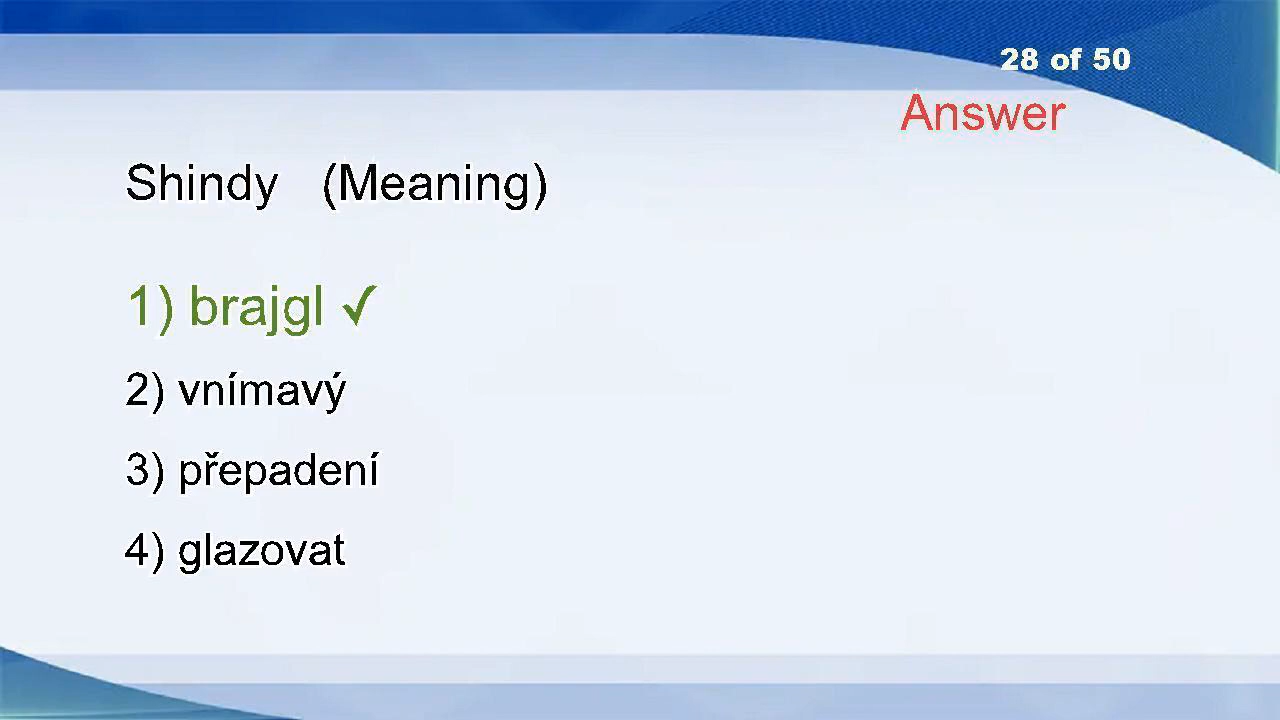 28 of 50
Answer
Shindy (Meaning)
1) brajgl ✓
2) vnímavý
3) přepadení
4) glazovat